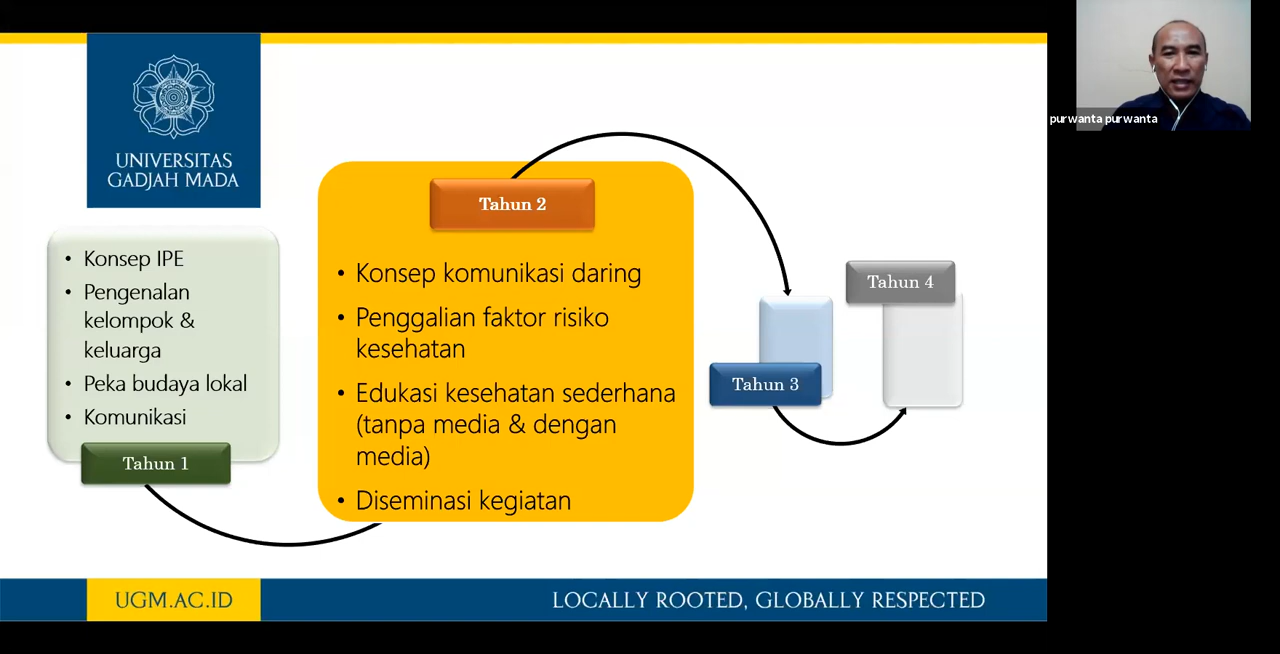 UNIVERSITAS
GADJAH MADA
• Konsep IPE
• Pengenalan
kelompok &
keluarga
• Peka budaya lokal
• Komunikasi
Tahun 1
Tahun 2
• Konsep komunikasi daring
• Penggalian faktor risiko
kesehatan
• Edukasi kesehatan sederhana
(tanpa media & dengan
media)
• Diseminasi kegiatan
Tahun 3
Tahun 4
UGM.AC.ID
LOCALLY ROOTED, GLOBALLY RESPECTED
purwanta purwanta